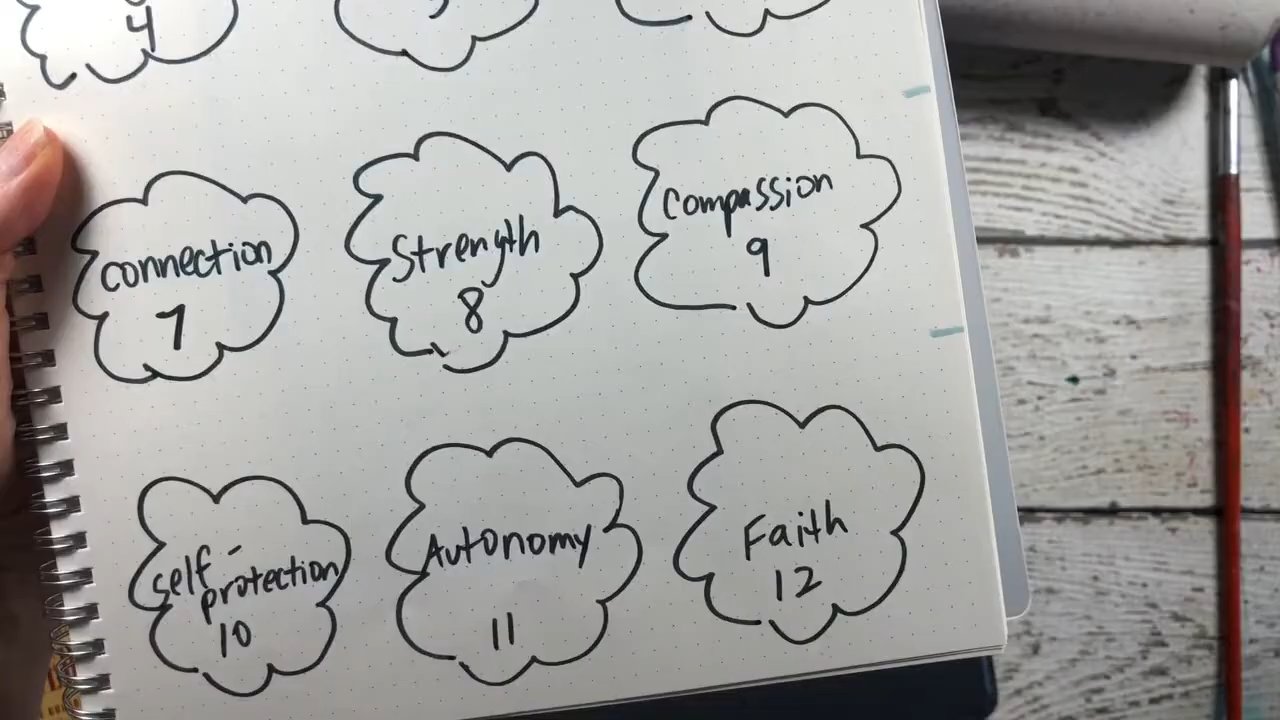 4
connection
7
Strength
8
Compassion
9
self-
protection
10
Autonomy
11
Faith
12